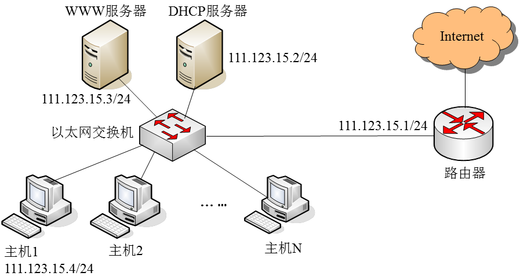 WWW服务器 DHCP服务器
Internet
111.123.15.2/24
111.123.15.3/24
111.123.15.1/24
以太网交换机
路由器
... ...
主机1 主机2 主机N
111.123.15.4/24